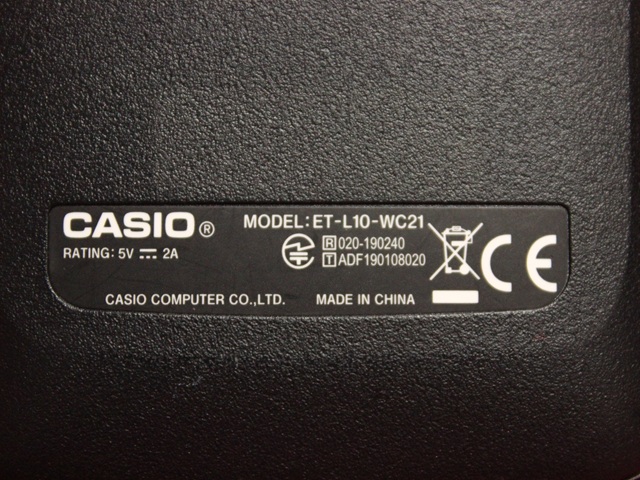 CASIO®
MODEL:ET-L10-WC21
RATING: 5V ⎓ 2A
R 020-190240
T ADF190108020
CE
CASIO COMPUTER CO.,LTD. MADE IN CHINA